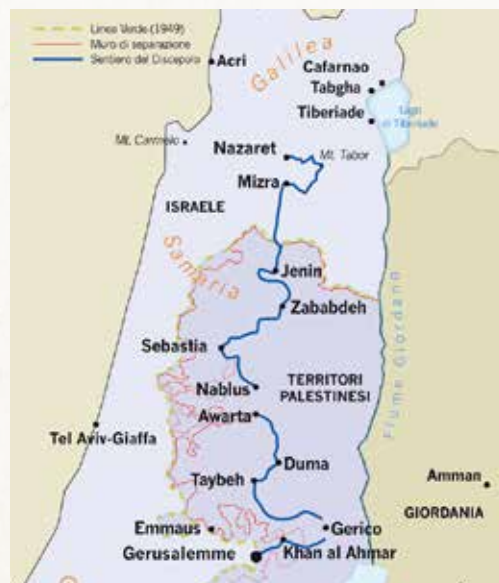 Linea Verde (1949)
Muro di separazione
Sentiero del Discepolo
Acri
Galilea
Cafarnao
Tabgha
Tiberiade
Lago
di Tiberiade
Mt. Carmelo
Nazaret
Mt. Tabor
Mizra
ISRAELE
Samaria
Jenin
Zababdeh
Sebastia
Fiume Giordano
Nablus
TERRITORI
PALESTINESI
Awarta
Tel Aviv-Giaffa
Duma
Taybeh
Amman
GIORDANIA
Emmaus
Gerico
Gerusalemme
Khan al Ahmar